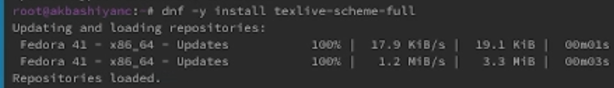 root@akbashiyanc:~# dnf -y install texlive-scheme-full
Updating and loading repositories:
Fedora 41 - x86_64 - Updates 100% | 17.9 KiB/s | 19.1 KiB | 00m01s
Fedora 41 - x86_64 - Updates 100% | 1.2 MiB/s | 3.3 MiB | 00m03s
Repositories loaded.